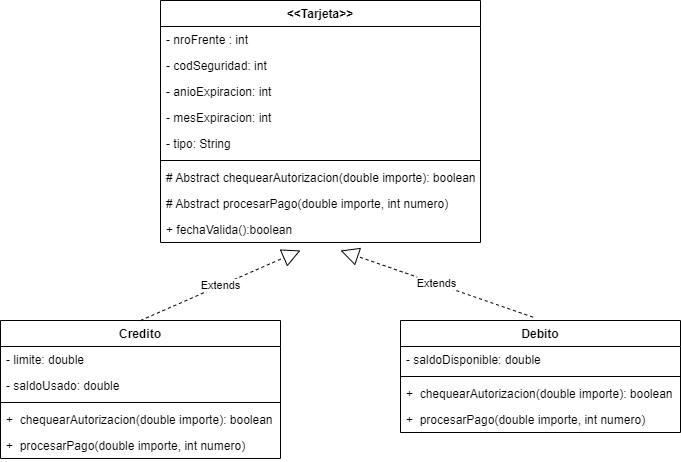 <<Tarjeta>>
- nroFrente : int
- codSeguridad: int
- anioExpiracion: int
- mesExpiracion: int
- tipo: String
# Abstract chequearAutorizacion(double importe): boolean
# Abstract procesarPago(double importe, int numero)
+ fechaValida():boolean
Extends
Extends
Credito
- limite: double
- saldoUsado: double
+ chequearAutorizacion(double importe): boolean
+ procesarPago(double importe, int numero)
Debito
- saldoDisponible: double
+ chequearAutorizacion(double importe): boolean
+ procesarPago(double importe, int numero)